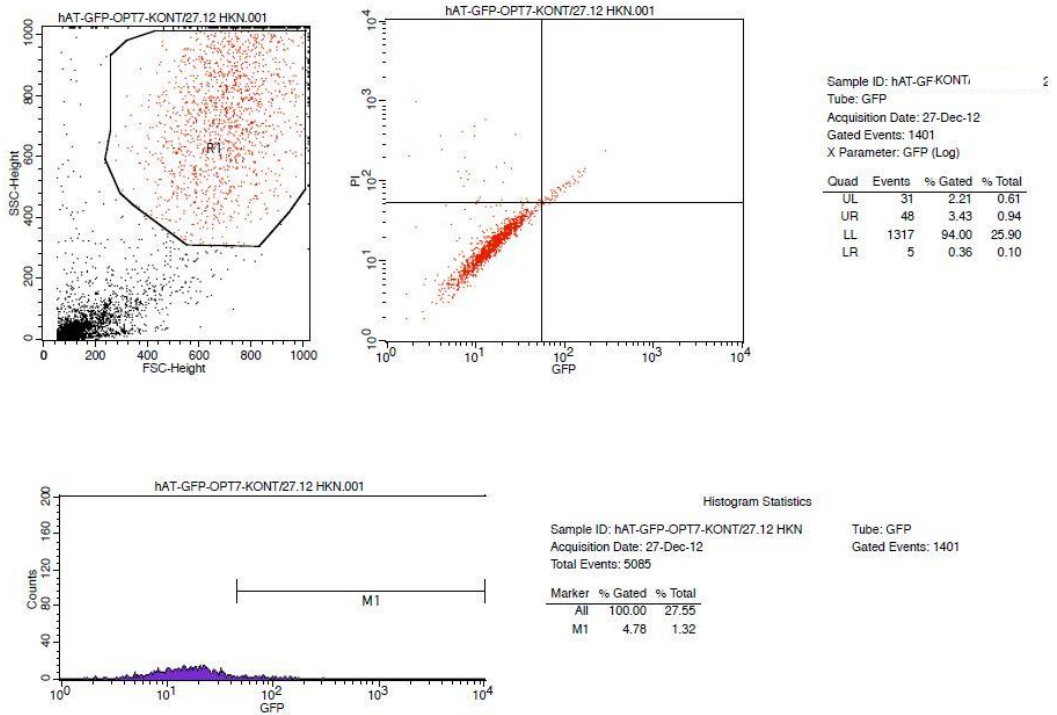 hAT-GFP-OPT7-KONT/27.12 HKN.001
1000
800
600
400
200
0
SSC-Height
R1
0 200 400 600 800 1000
FSC-Height
hAT-GFP-OPT7-KONT/27.12 HKN.001
10^4
10^3
10^2
10^1
10^0
PI
10^0 10^1 10^2 10^3 10^4
GFP
Sample ID: hAT-GF KONT/ 2
Tube: GFP
Acquisition Date: 27-Dec-12
Gated Events: 1401
X Parameter: GFP (Log)
Quad Events % Gated % Total
UL 31 2.21 0.61
UR 48 3.43 0.94
LL 1317 94.00 25.90
LR 5 0.36 0.10
hAT-GFP-OPT7-KONT/27.12 HKN.001
200
160
120
80
40
0
Counts
M1
10^0 10^1 10^2 10^3 10^4
GFP
Histogram Statistics
Sample ID: hAT-GFP-OPT7-KONT/27.12 HKN Tube: GFP
Acquisition Date: 27-Dec-12 Gated Events: 1401
Total Events: 5085
Marker % Gated % Total
All 100.00 27.55
M1 4.78 1.32